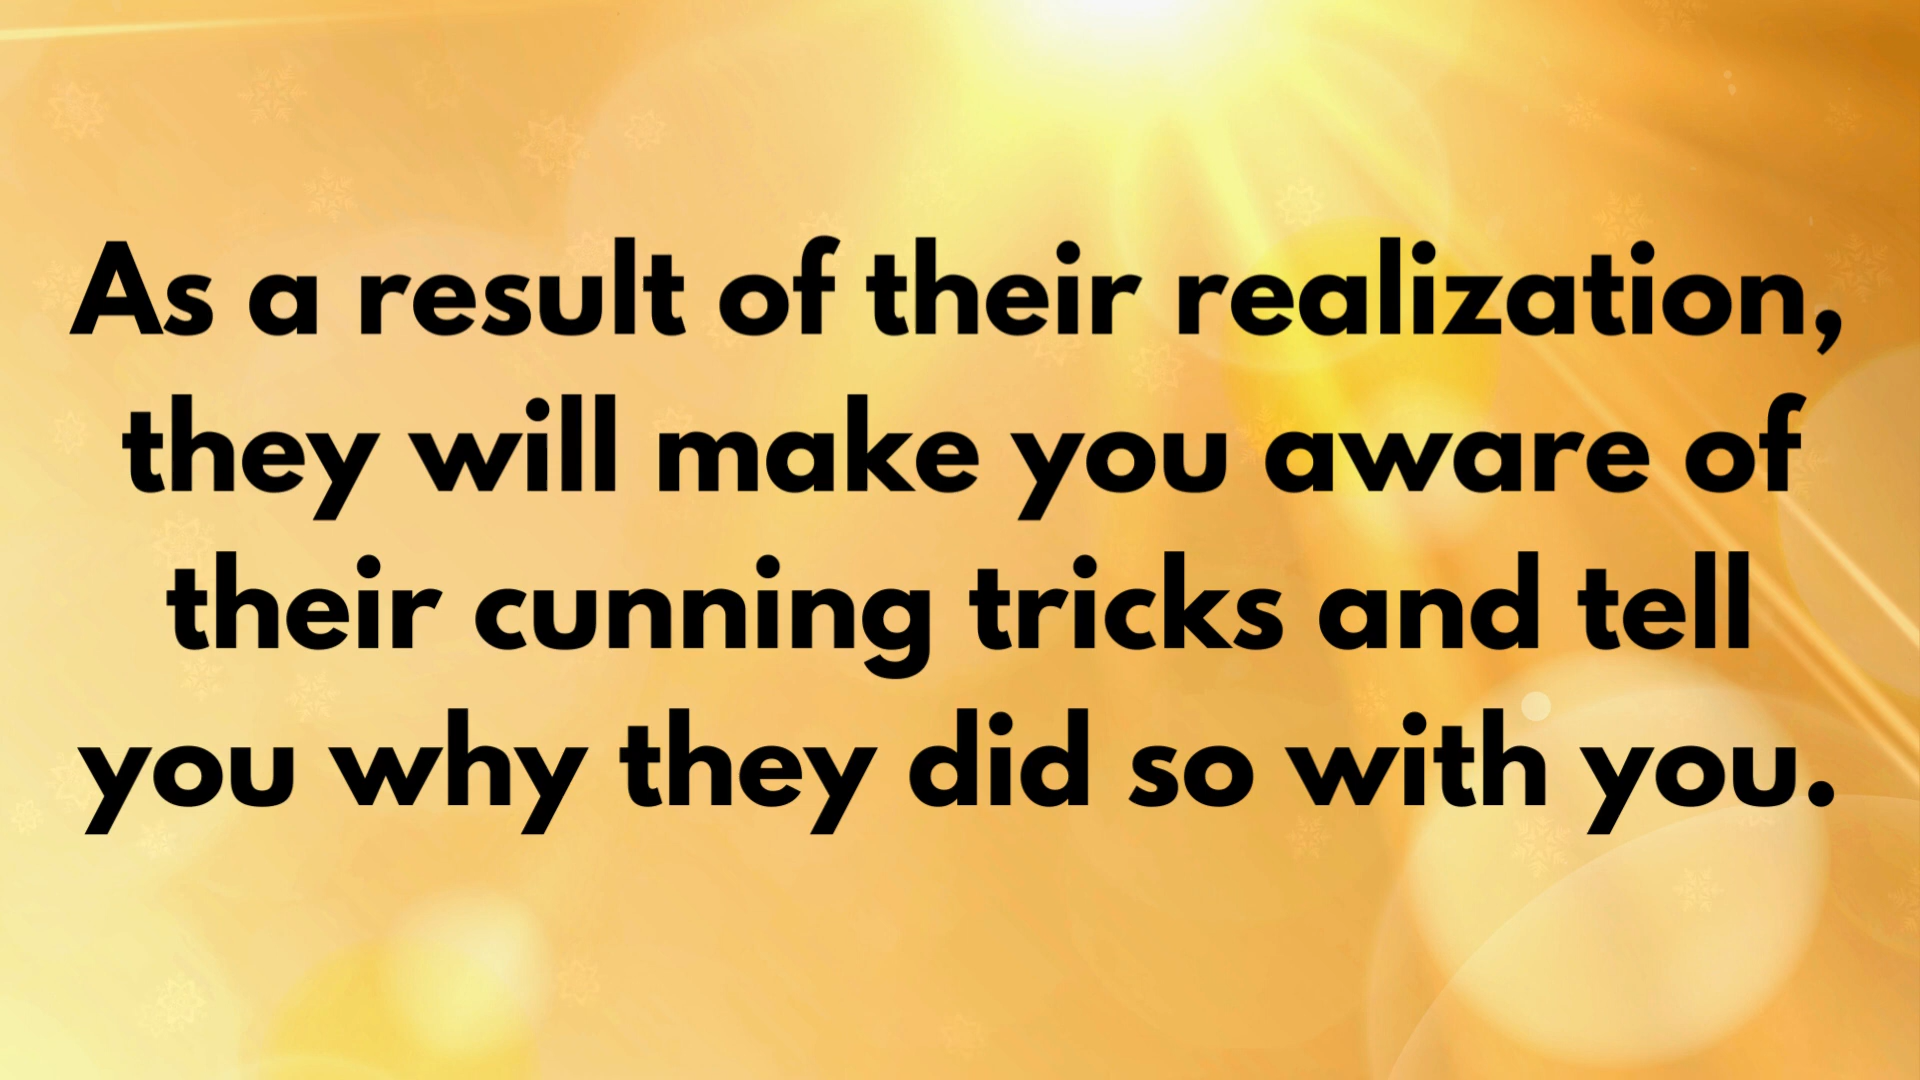 As a result of their realization,
they will make you aware of
their cunning tricks and tell
you why they did so with you.